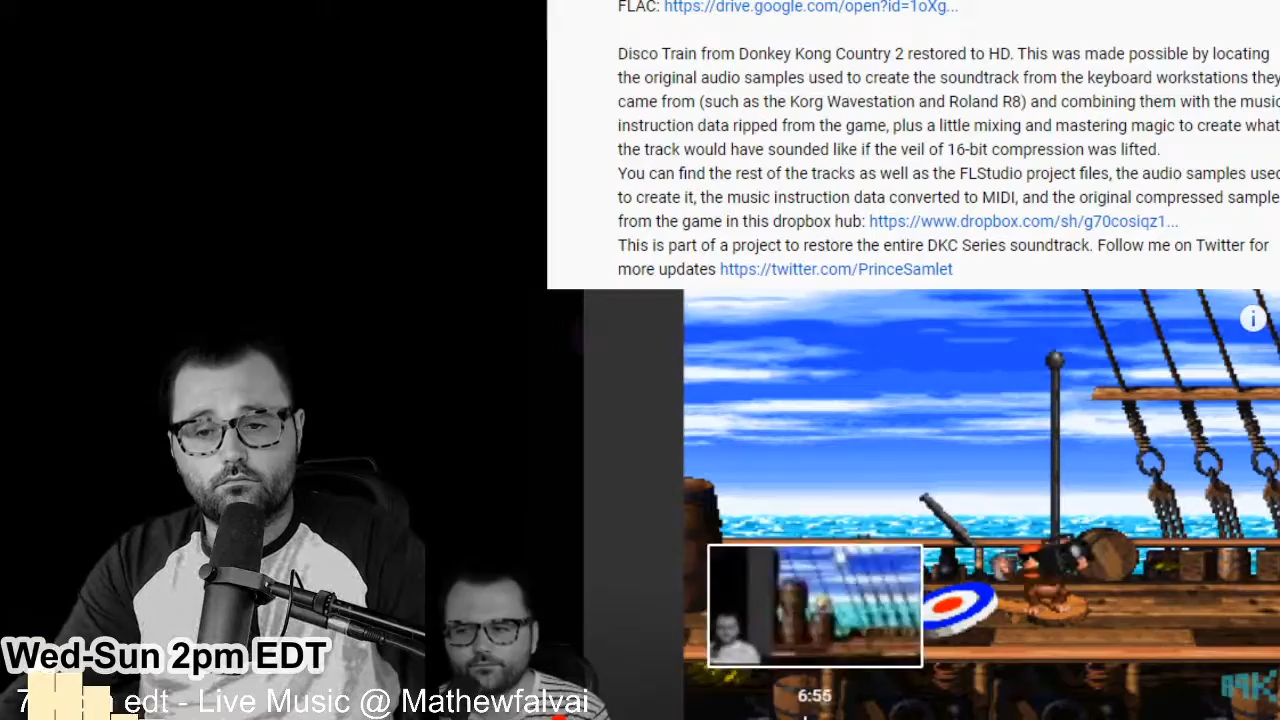 FLAC: https://drive.google.com/open?id=1oXg...
Disco Train from Donkey Kong Country 2 restored to HD. This was made possible by locating
the original audio samples used to create the soundtrack from the keyboard workstations they
came from (such as the Korg Wavestation and Roland R8) and combining them with the music
instruction data ripped from the game, plus a little mixing and mastering magic to create what
the track would have sounded like if the veil of 16-bit compression was lifted.
You can find the rest of the tracks as well as the FLStudio project files, the audio samples used
to create it, the music instruction data converted to MIDI, and the original compressed sample
from the game in this dropbox hub: https://www.dropbox.com/sh/g70cosiqz1...
This is part of a project to restore the entire DKC Series soundtrack. Follow me on Twitter for
more updates https://twitter.com/PrinceSamlet
Wed-Sun 2pm EDT
6:55
edt - Live Music @ Mathewfalvai